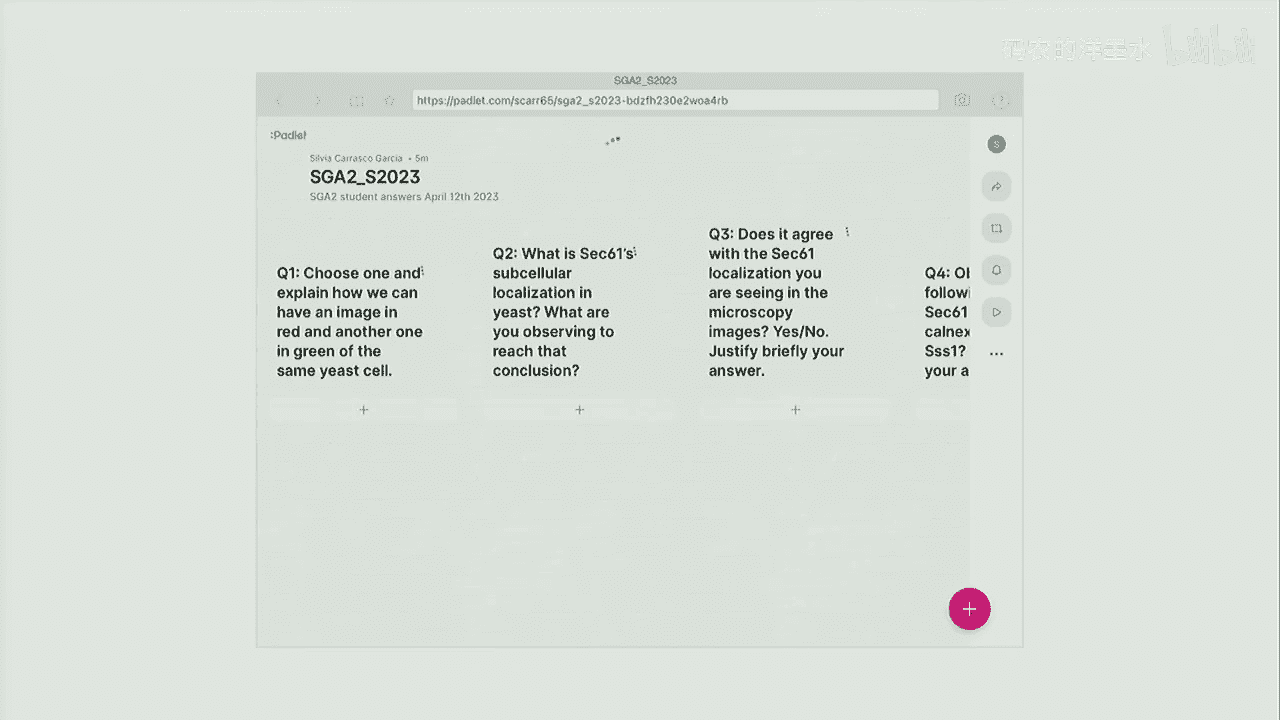 SGA2_S2023
https://padlet.com/scarr65/sga2_s2023-bdzfh230e2woa4rb
:Padlet
Silvia Carrasco Garcia • 5m
SGA2_S2023
SGA2 student answers April 12th 2023
S
Q1: Choose one and
explain how we can
have an image in
red and another one
in green of the
same yeast cell.
Q2: What is Sec61's
subcellular
localization in
yeast? What are
you observing to
reach that
conclusion?
Q3: Does it agree
with the Sec61
localization you
are seeing in the
microscopy
images? Yes/No.
Justify briefly your
answer.
Q4: Ob
followi
Sec61
calnex
Sss1?
your a
bilibili